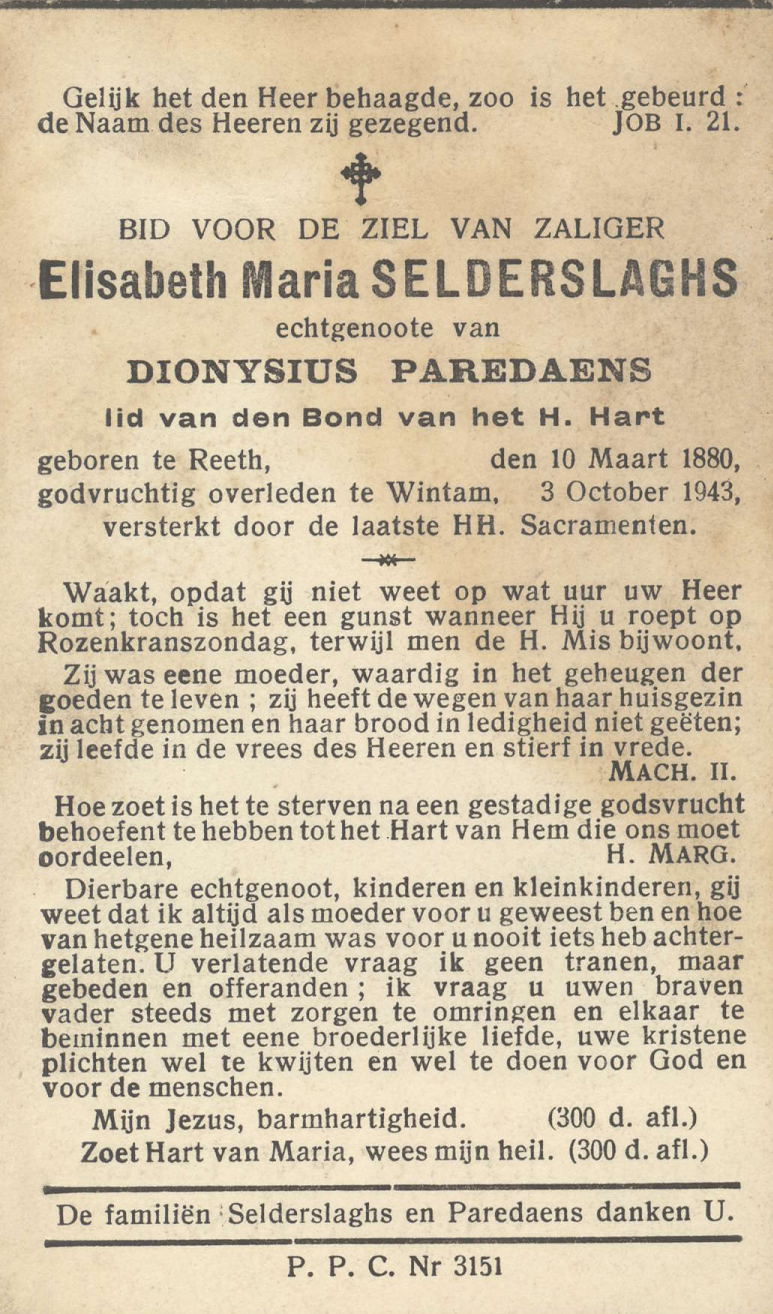 Gelijk het den Heer behaagde, zoo is het gebeurd :
de Naam des Heeren zij gezegend. JOB I. 21.
BID VOOR DE ZIEL VAN ZALIGER
Elisabeth Maria SELDERSLAGHS
echtgenoote van
DIONYSIUS PAREDAENS
lid van den Bond van het H. Hart
geboren te Reeth, den 10 Maart 1880,
godvruchtig overleden te Wintam, 3 October 1943,
versterkt door de laatste HH. Sacramenten.
Waakt, opdat gij niet weet op wat uur uw Heer
komt; toch is het een gunst wanneer Hij u roept op
Rozenkranszondag, terwijl men de H. Mis bijwoont.
Zij was eene moeder, waardig in het geheugen der
goeden te leven ; zij heeft de wegen van haar huisgezin
in acht genomen en haar brood in ledigheid niet geëten;
zij leefde in de vrees des Heeren en stierf in vrede.
MACH. II.
Hoe zoet is het te sterven na een gestadige godsvrucht
behoefent te hebben tot het Hart van Hem die ons moet
oordeelen, H. MARG.
Dierbare echtgenoot, kinderen en kleinkinderen, gij
weet dat ik altijd als moeder voor u geweest ben en hoe
van hetgene heilzaam was voor u nooit iets heb achter-
gelaten. U verlatende vraag ik geen tranen, maar
gebeden en offeranden ; ik vraag u uwen braven
vader steeds met zorgen te omringen en elkaar te
beminnen met eene broederlijke liefde, uwe kristene
plichten wel te kwijten en wel te doen voor God en
voor de menschen.
Mijn Jezus, barmhartigheid. (300 d. afl.)
Zoet Hart van Maria, wees mijn heil. (300 d. afl.)
De familiën Selderslaghs en Paredaens danken U.
P. P. C. Nr 3151